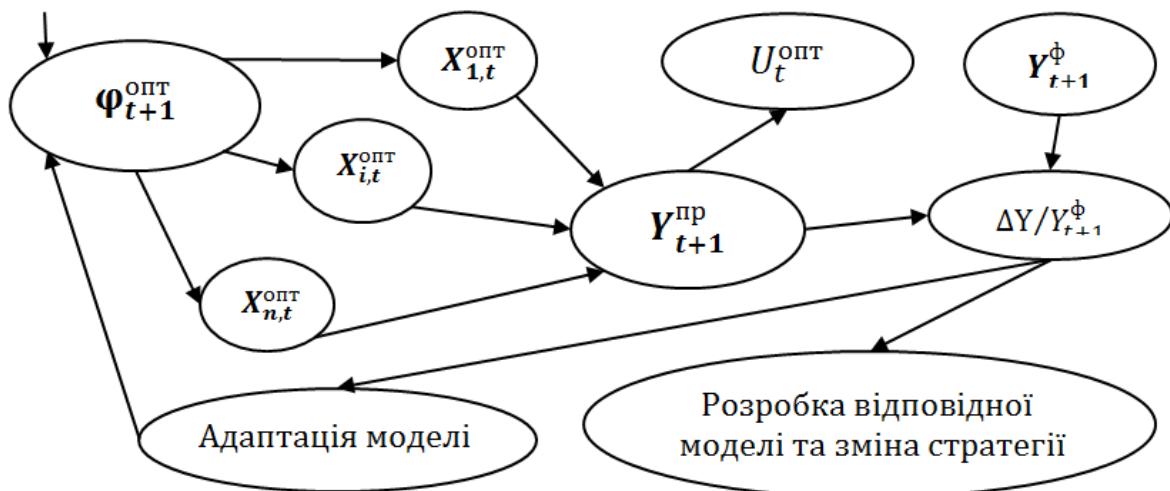 φ_{t+1}^{опт}
X_{1,t}^{опт}
U_t^{опт}
Y_{t+1}^{ф}
X_{i,t}^{опт}
Y_{t+1}^{пр}
ΔY/Y_{t+1}^{ф}
X_{n,t}^{опт}
Адаптація моделі
Розробка відповідної
моделі та зміна стратегії